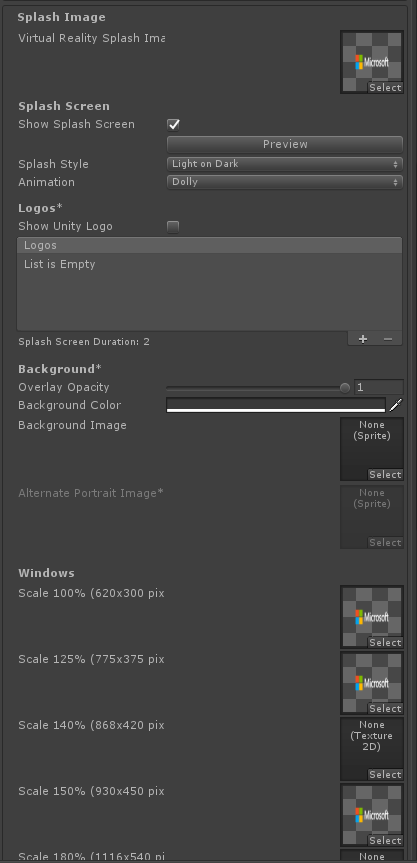 Splash Image
Virtual Reality Splash Ima
Microsoft
Select
Splash Screen
Show Splash Screen
Preview
Splash Style Light on Dark
Animation Dolly
Logos*
Show Unity Logo
Logos
List is Empty
Splash Screen Duration: 2
Background*
Overlay Opacity 1
Background Color
Background Image
None
(Sprite)
Select
Alternate Portrait Image*
None
(Sprite)
Select
Windows
Scale 100% (620x300 pix
Microsoft
Select
Scale 125% (775x375 pix
Microsoft
Select
Scale 140% (868x420 pix
None
(Texture
2D)
Select
Scale 150% (930x450 pix
Microsoft
Select
Scale 180% (1116x540 pi
None